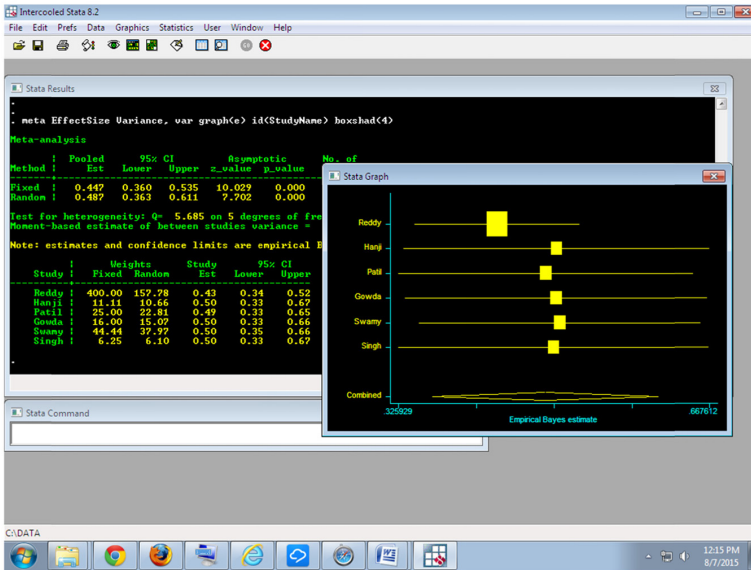 Intercooled Stata 8.2
File Edit Prefs Data Graphics Statistics User Window Help
Stata Results
.
. meta EffectSize Variance, var graph(e) id(StudyName) boxshad(4)
Meta-analysis
| Pooled 95% CI Asymptotic No. of
Method | Est Lower Upper z_value p_value
Fixed | 0.447 0.360 0.535 10.029 0.000
Random | 0.487 0.363 0.611 7.702 0.000
Test for heterogeneity: Q= 5.685 on 5 degrees of fre
Moment-based estimate of between studies variance =
Note: estimates and confidence limits are empirical B
| Weights Study 95% CI
Study | Fixed Random Est Lower Upper
Reddy | 400.00 157.78 0.43 0.34 0.52
Hanji | 11.11 10.66 0.50 0.33 0.67
Patil | 25.00 22.81 0.49 0.33 0.65
Gowda | 16.00 15.07 0.50 0.33 0.66
Swamy | 44.44 37.97 0.50 0.35 0.66
Singh | 6.25 6.10 0.50 0.33 0.67
.
Stata Graph
Reddy
Hanji
Patil
Gowda
Swamy
Singh
Combined
.325929
.667612
Empirical Bayes estimate
Stata Command
C:\DATA
12:15 PM
8/7/2015